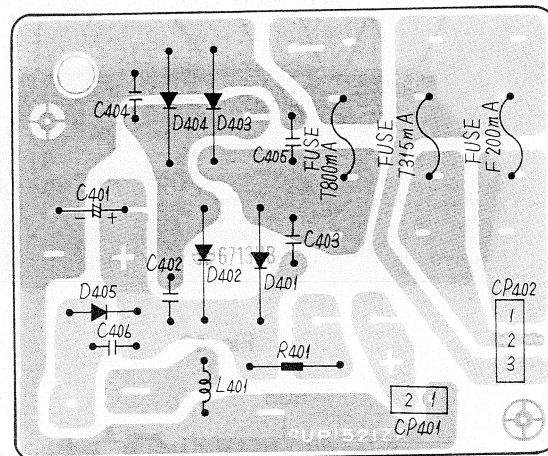 C404
D404
D403
C405
FUSE
T800mA
FUSE
T315mA
FUSE
F200mA
C401
- +
C402
D402
D401
C403
D405
C406
CP402
1
2
3
L401
R401
2 1
CP401